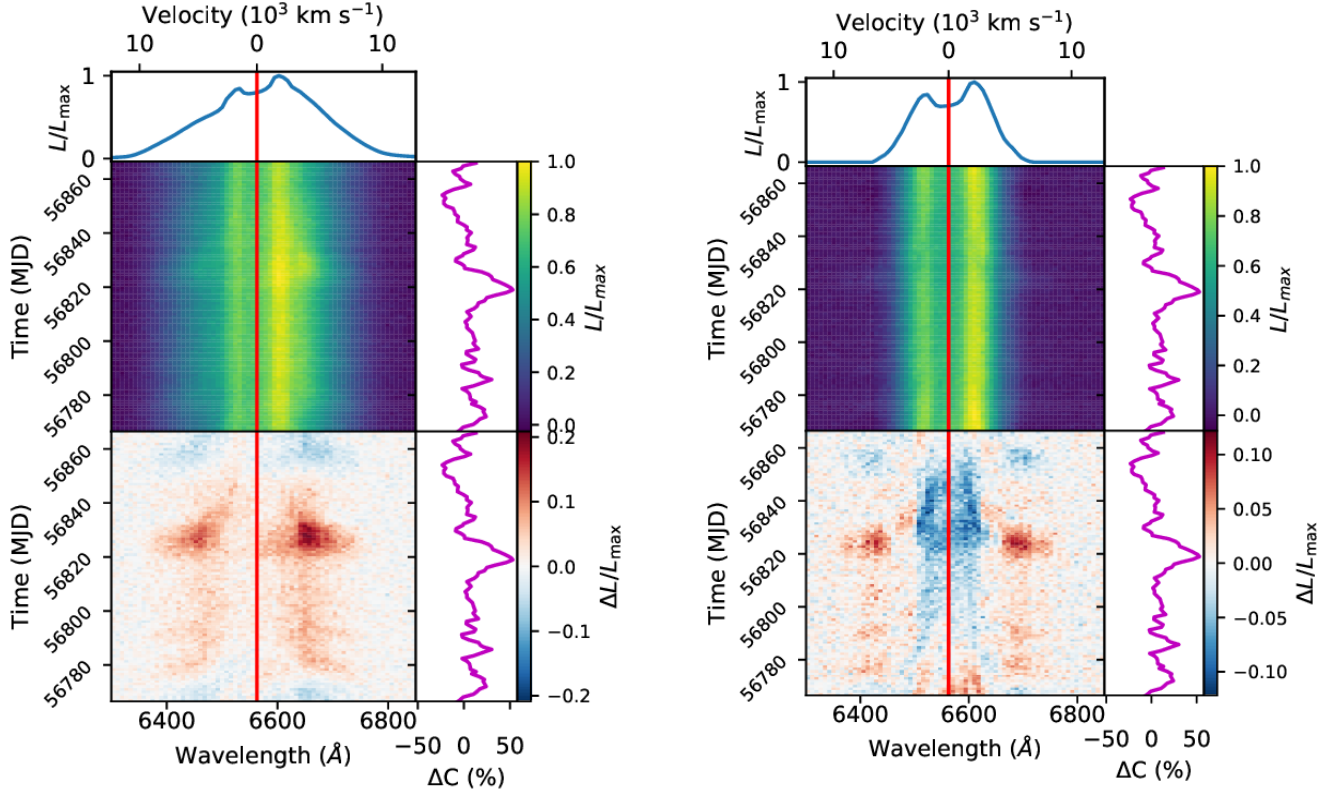 Velocity (10³ km s⁻¹)
10 0 10
L/Lmax
1
0
Time (MJD)
56860
56840
56820
56800
56780
1.0
0.8
0.6
0.4
0.2
0.0
L/Lmax
Time (MJD)
56860
56840
56820
56800
56780
0.2
0.1
0.0
−0.1
−0.2
ΔL/Lmax
6400 6600 6800
Wavelength (Å)
−50 0 50
ΔC (%)
Velocity (10³ km s⁻¹)
10 0 10
L/Lmax
1
0
Time (MJD)
56860
56840
56820
56800
56780
1.0
0.8
0.6
0.4
0.2
0.0
L/Lmax
Time (MJD)
56860
56840
56820
56800
56780
0.10
0.05
0.00
−0.05
−0.10
ΔL/Lmax
6400 6600 6800
Wavelength (Å)
−50 0 50
ΔC (%)